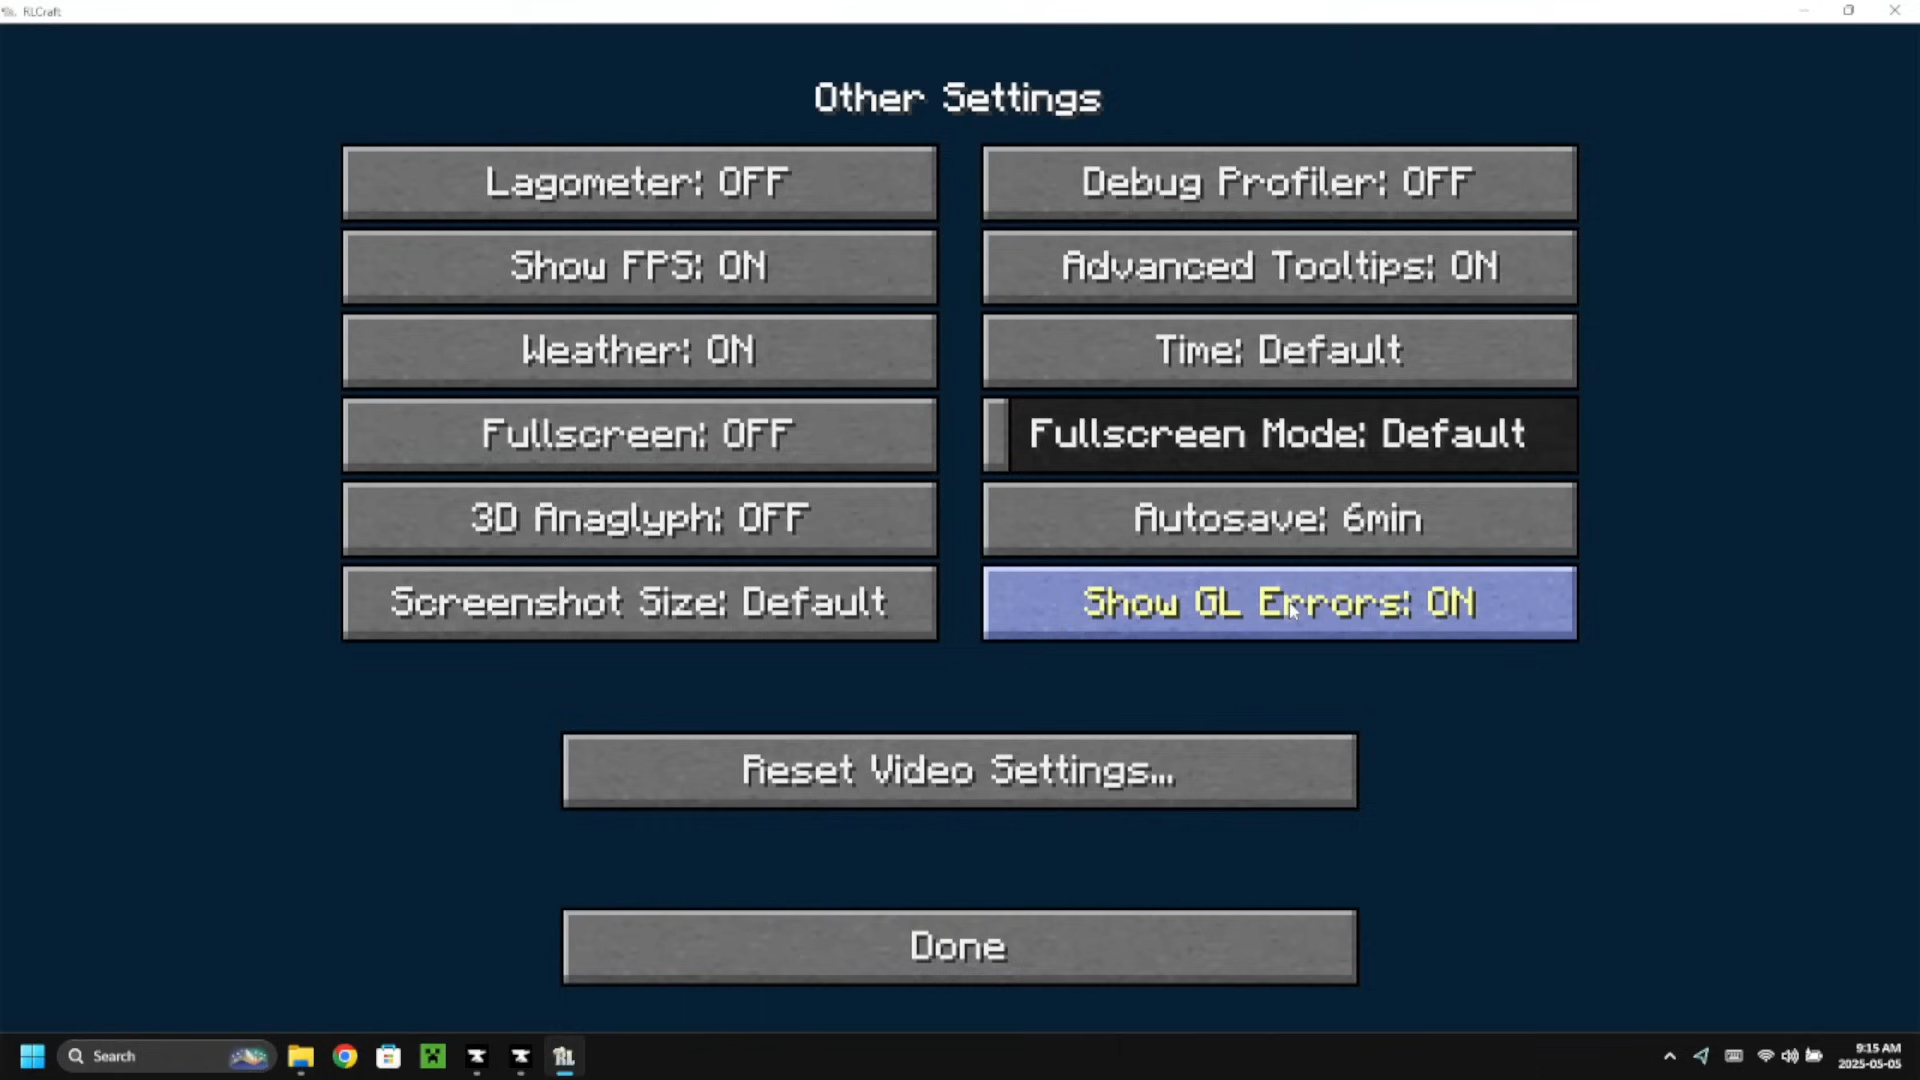 RLCraft
Other Settings
Lagometer: OFF
Debug Profiler: OFF
Show FPS: ON
Advanced Tooltips: ON
Weather: ON
Time: Default
Fullscreen: OFF
Fullscreen Mode: Default
3D Anaglyph: OFF
Autosave: 6min
Screenshot Size: Default
Show GL Errors: ON
Reset Video Settings...
Done
Search
RL
9:15 AM
2025-05-05